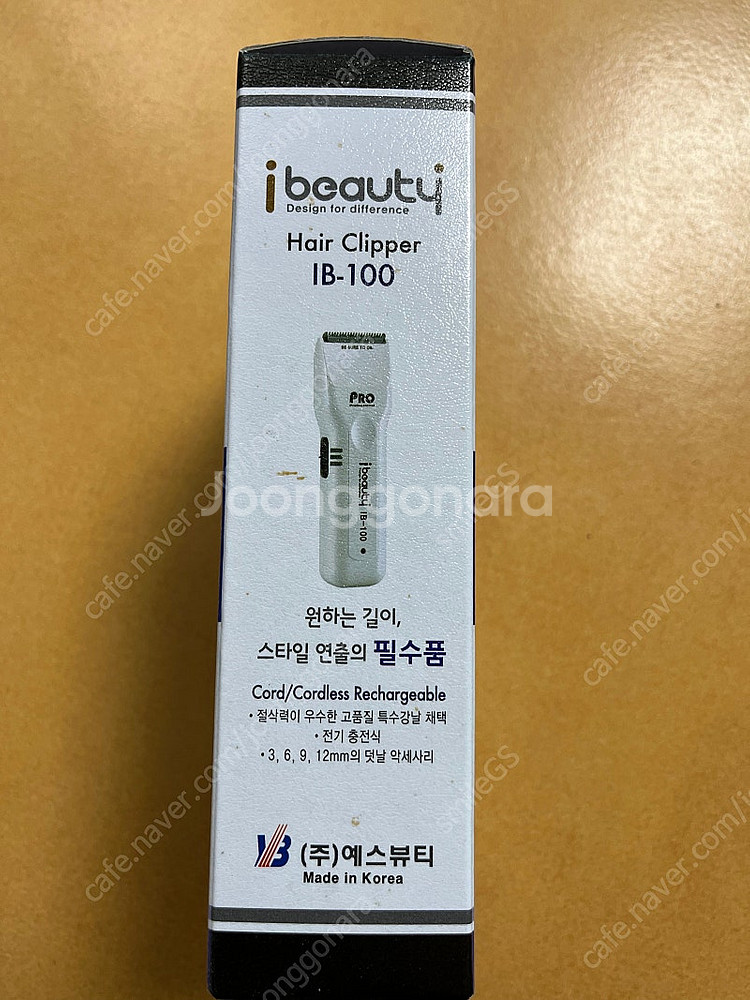 ibeauty
Design for difference
Hair Clipper
IB-100
PRO
ibeauty IB-100
원하는 길이,
스타일 연출의 필수품
Cord/Cordless Rechargeable
• 절삭력이 우수한 고품질 특수강날 채택
• 전기 충전식
• 3, 6, 9, 12mm의 덧날 악세사리
YB (주)예스뷰티
Made in Korea
Joonggonara